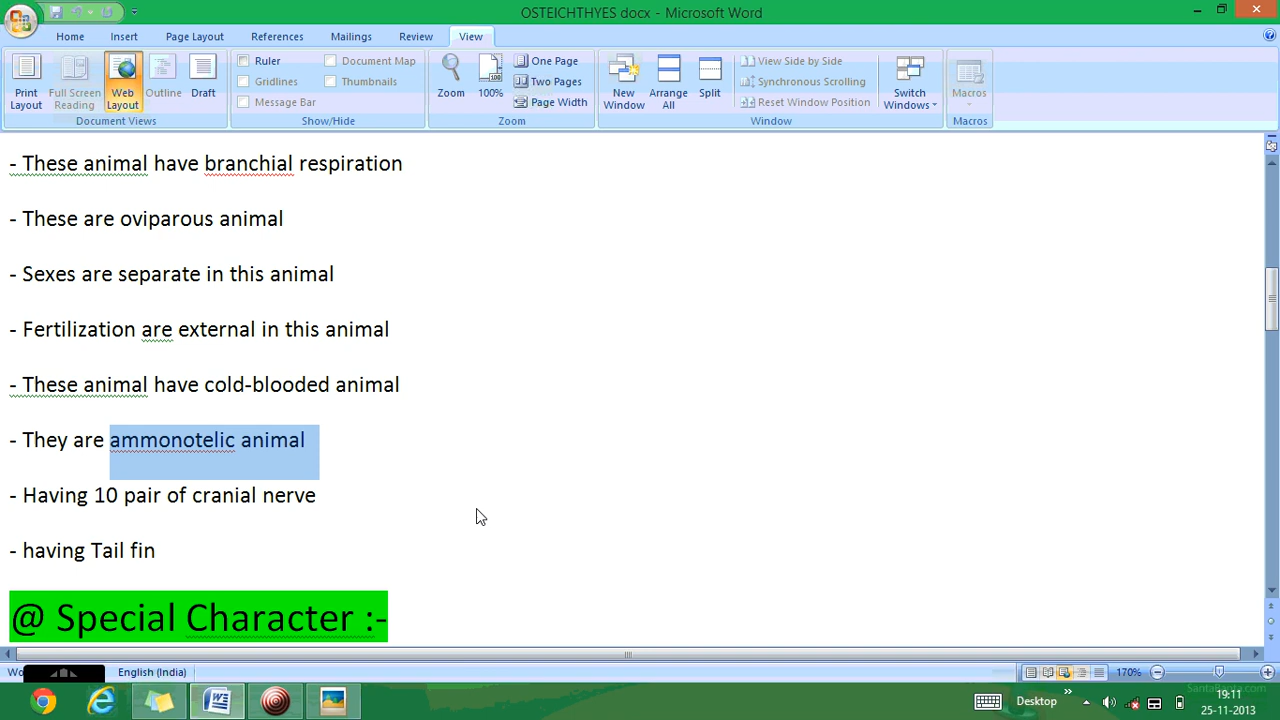 OSTEICHTHYES docx - Microsoft Word
Home Insert Page Layout References Mailings Review View
Print Layout
Full Screen Reading
Web Layout
Outline
Draft
Document Views
Ruler
Gridlines
Message Bar
Document Map
Thumbnails
Show/Hide
Zoom
100%
One Page
Two Pages
Page Width
Zoom
New Window
Arrange All
Split
View Side by Side
Synchronous Scrolling
Reset Window Position
Window
Switch Windows
Macros
Macros
- These animal have branchial respiration
- These are oviparous animal
- Sexes are separate in this animal
- Fertilization are external in this animal
- These animal have cold-blooded animal
- They are ammonotelic animal
- Having 10 pair of cranial nerve
- having Tail fin
@ Special Character :-
English (India)
170%
Desktop
19:11
25-11-2013